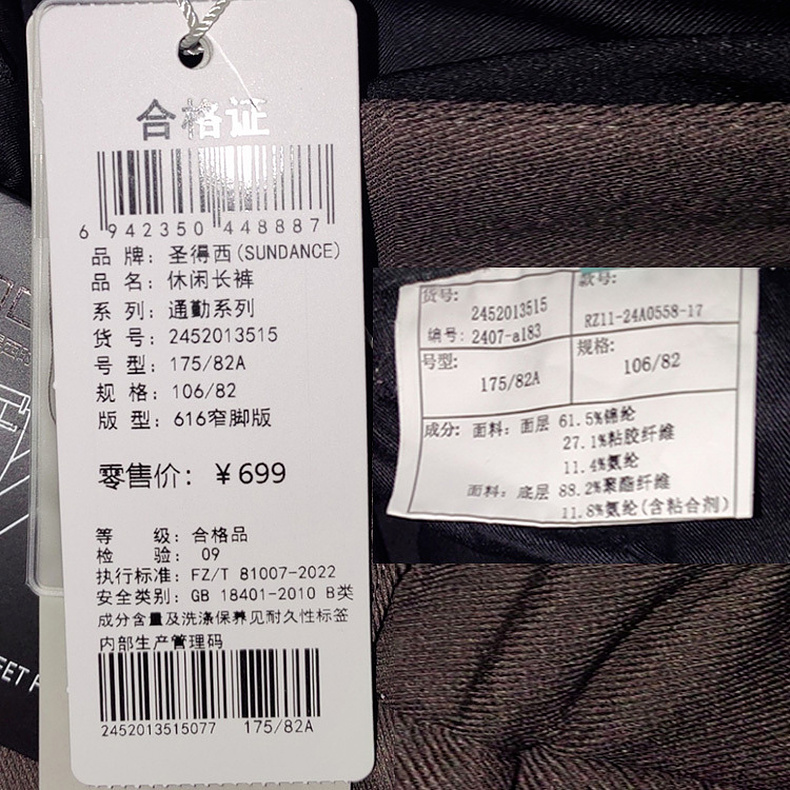 合格证
6 942350 448887
品 牌: 圣得西(SUNDANCE)
品 名: 休闲长裤
系 列: 通勤系列
货 号: 2452013515
号 型: 175/82A
规 格: 106/82
版 型: 616窄脚版
零售价: ¥699
等 级: 合格品
检 验: 09
执行标准: FZ/T 81007-2022
安全类别: GB 18401-2010 B类
成分含量及洗涤保养见耐久性标签
内部生产管理码
2452013515077 175/82A
货号: 2452013515
编号: 2407-a183
款号: RZ11-24A0558-17
号型: 175/82A
规格: 106/82
成分: 面料: 面层 61.5%锦纶
27.1%粘胶纤维
11.4%氨纶
面料: 底层 88.2%聚酯纤维
11.8%氨纶(含粘合剂)